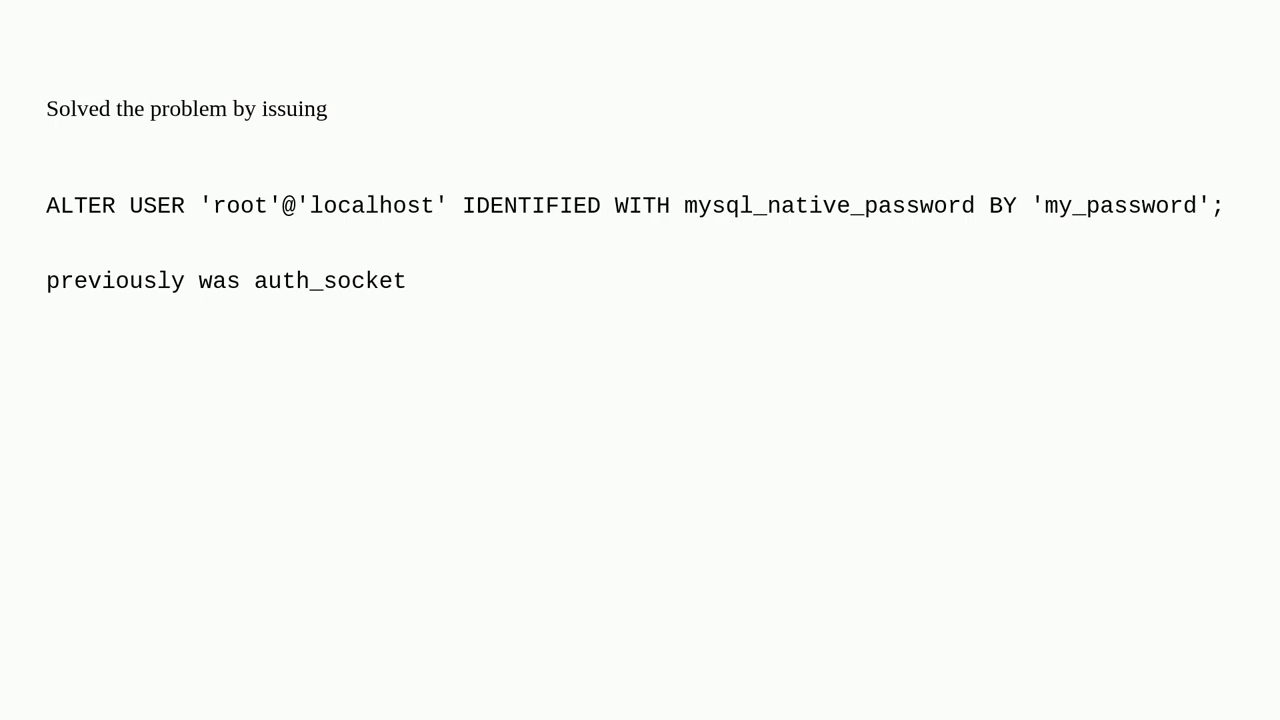 Solved the problem by issuing
ALTER USER 'root'@'localhost' IDENTIFIED WITH mysql_native_password BY 'my_password';
previously was auth_socket